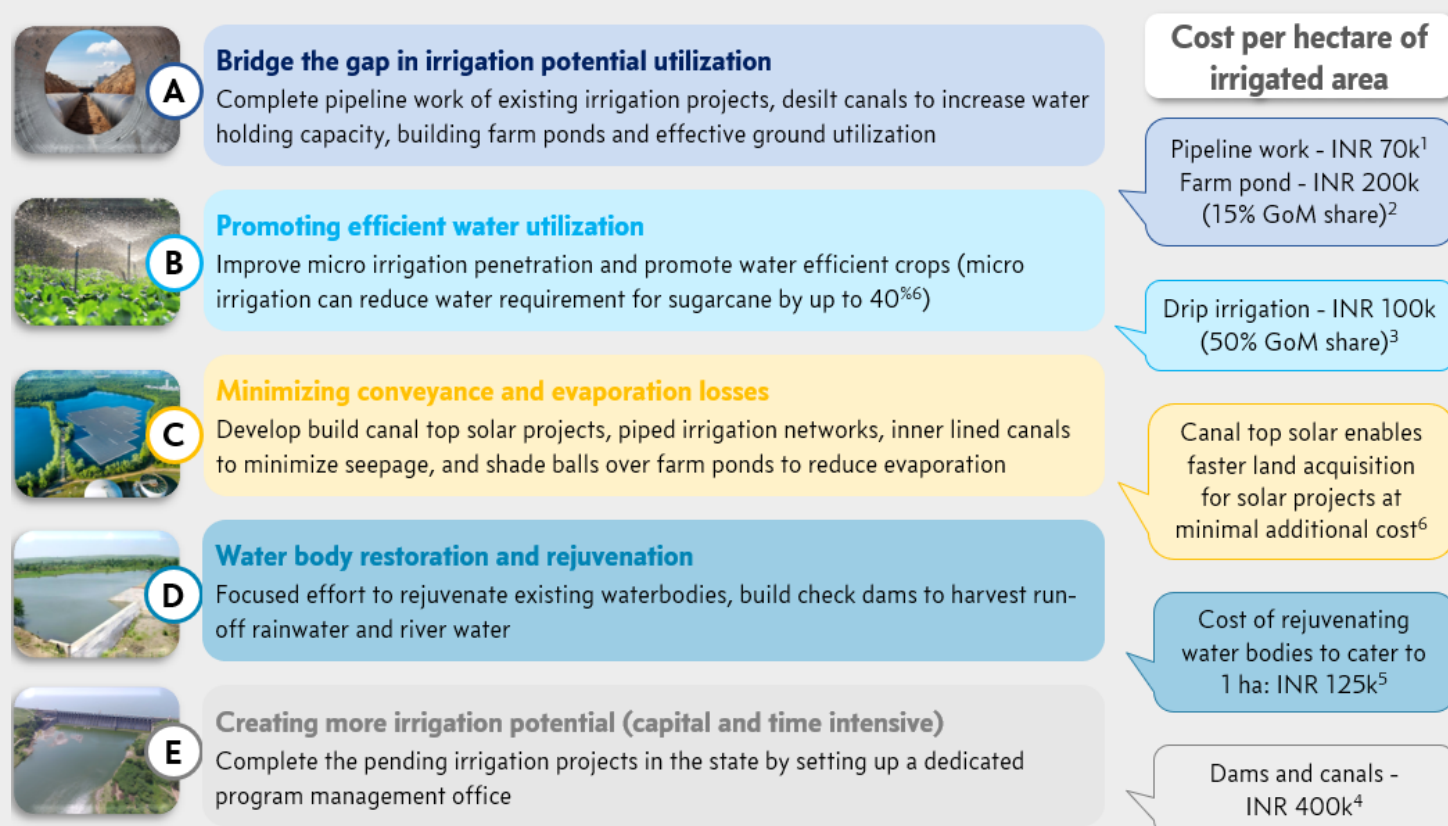 Cost per hectare of
irrigated area
A
Bridge the gap in irrigation potential utilization
Complete pipeline work of existing irrigation projects, desilt canals to increase water
holding capacity, building farm ponds and effective ground utilization
Pipeline work - INR 70k¹
Farm pond - INR 200k
(15% GoM share)²
B
Promoting efficient water utilization
Improve micro irrigation penetration and promote water efficient crops (micro
irrigation can reduce water requirement for sugarcane by up to 40%⁶)
Drip irrigation - INR 100k
(50% GoM share)³
C
Minimizing conveyance and evaporation losses
Develop build canal top solar projects, piped irrigation networks, inner lined canals
to minimize seepage, and shade balls over farm ponds to reduce evaporation
Canal top solar enables
faster land acquisition
for solar projects at
minimal additional cost⁶
D
Water body restoration and rejuvenation
Focused effort to rejuvenate existing waterbodies, build check dams to harvest run-
off rainwater and river water
Cost of rejuvenating
water bodies to cater to
1 ha: INR 125k⁵
E
Creating more irrigation potential (capital and time intensive)
Complete the pending irrigation projects in the state by setting up a dedicated
program management office
Dams and canals -
INR 400k⁴